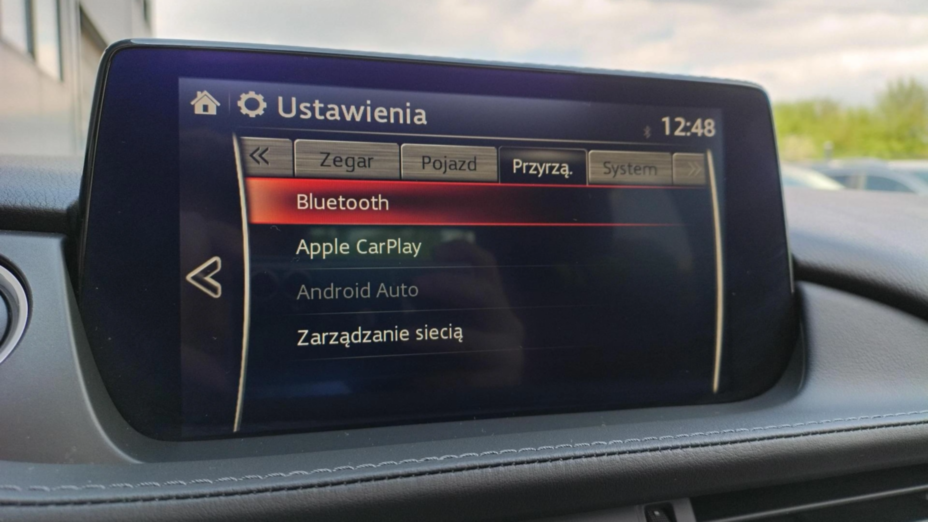 Ustawienia
12:48
Zegar Pojazd Przyrzą. System
Bluetooth
Apple CarPlay
Android Auto
Zarządzanie siecią